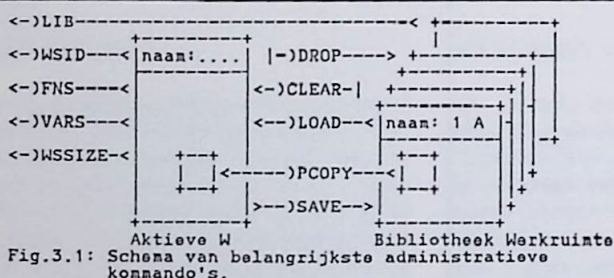 <-)LIB----------------------------------<
<-)WSID----< naam:.... |-)DROP---->
<-)FNS-----< <-)CLEAR-|
<-)VARS----< <--)LOAD--< naam: 1 A
<-)WSSIZE--<
<-----)PCOPY--<
>--)SAVE-->
Aktieve W Bibliotheek Werkruimte
Fig.3.1: Schema van belangrijkste administratieve
kommando's.